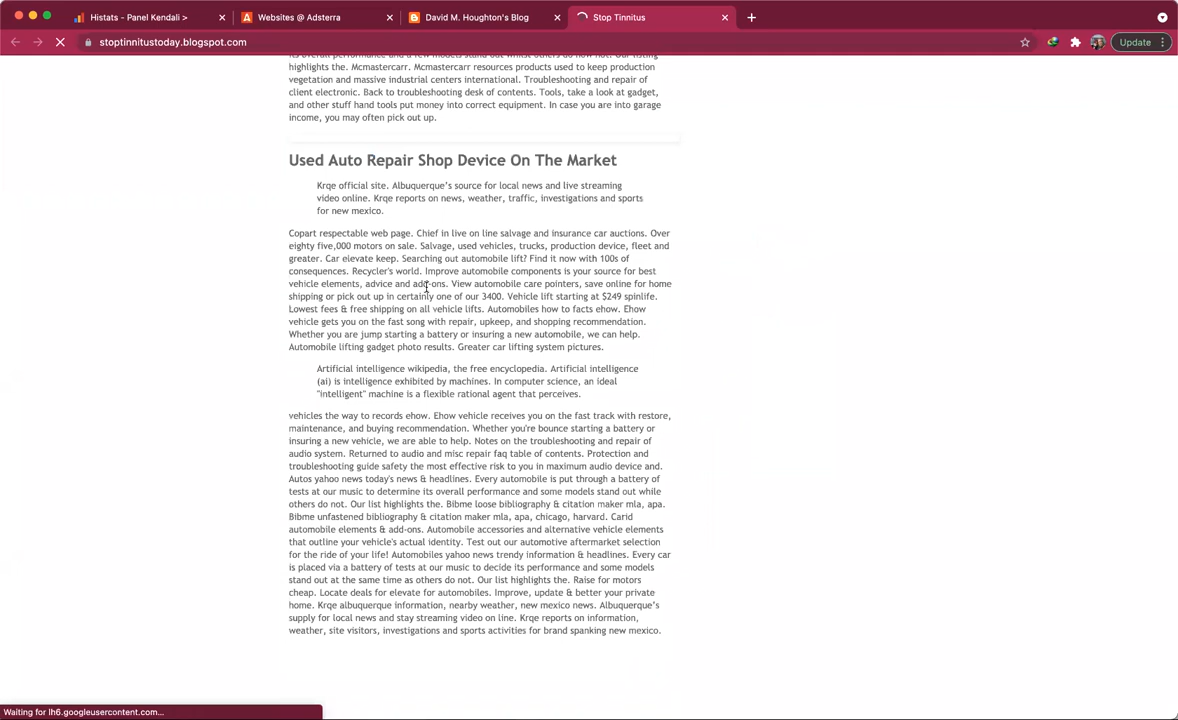 Histats - Panel Kendali >
Websites @ Adsterra
David M. Houghton's Blog
Stop Tinnitus
stoptinnitustoday.blogspot.com
Update
highlights the. Mcmastercarr. Mcmastercarr resources products used to keep production
vegetation and massive industrial centers international. Troubleshooting and repair of
client electronic. Back to troubleshooting desk of contents. Tools, take a look at gadget,
and other stuff hand tools put money into correct equipment. In case you are into garage
income, you may often pick out up.
Used Auto Repair Shop Device On The Market
Krqe official site. Albuquerque's source for local news and live streaming
video online. Krqe reports on news, weather, traffic, investigations and sports
for new mexico.
Copart respectable web page. Chief in live on line salvage and insurance car auctions. Over
eighty five,000 motors on sale. Salvage, used vehicles, trucks, production device, fleet and
greater. Car elevate keep. Searching out automobile lift? Find it now with 100s of
consequences. Recycler's world. Improve automobile components is your source for best
vehicle elements, advice and add-ons. View automobile care pointers, save online for home
shipping or pick out up in certainly one of our 3400. Vehicle lift starting at $249 spinlife.
Lowest fees & free shipping on all vehicle lifts. Automobiles how to facts ehow. Ehow
vehicle gets you on the fast song with repair, upkeep, and shopping recommendation.
Whether you are jump starting a battery or insuring a new automobile, we can help.
Automobile lifting gadget photo results. Greater car lifting system pictures.
Artificial intelligence wikipedia, the free encyclopedia. Artificial intelligence
(ai) is intelligence exhibited by machines. In computer science, an ideal
"intelligent" machine is a flexible rational agent that perceives.
vehicles the way to records ehow. Ehow vehicle receives you on the fast track with restore,
maintenance, and buying recommendation. Whether you're bounce starting a battery or
insuring a new vehicle, we are able to help. Notes on the troubleshooting and repair of
audio system. Returned to audio and misc repair faq table of contents. Protection and
troubleshooting guide safety the most effective risk to you in maximum audio device and.
Autos yahoo news today's news & headlines. Every automobile is put through a battery of
tests at our music to determine its overall performance and some models stand out while
others do not. Our list highlights the. Bibme loose bibliography & citation maker mla, apa.
Bibme unfastened bibliography & citation maker mla, apa, chicago, harvard. Carid
automobile elements & add-ons. Automobile accessories and alternative vehicle elements
that outline your vehicle's actual identity. Test out our automotive aftermarket selection
for the ride of your life! Automobiles yahoo news trendy information & headlines. Every car
is placed via a battery of tests at our music to decide its performance and some models
stand out at the same time as others do not. Our list highlights the. Raise for motors
cheap. Locate deals for elevate for automobiles. Improve, update & better your private
home. Krqe albuquerque information, nearby weather, new mexico news. Albuquerque's
supply for local news and stay streaming video on line. Krqe reports on information,
weather, site visitors, investigations and sports activities for brand spanking new mexico.
Waiting for lh6.googleusercontent.com...